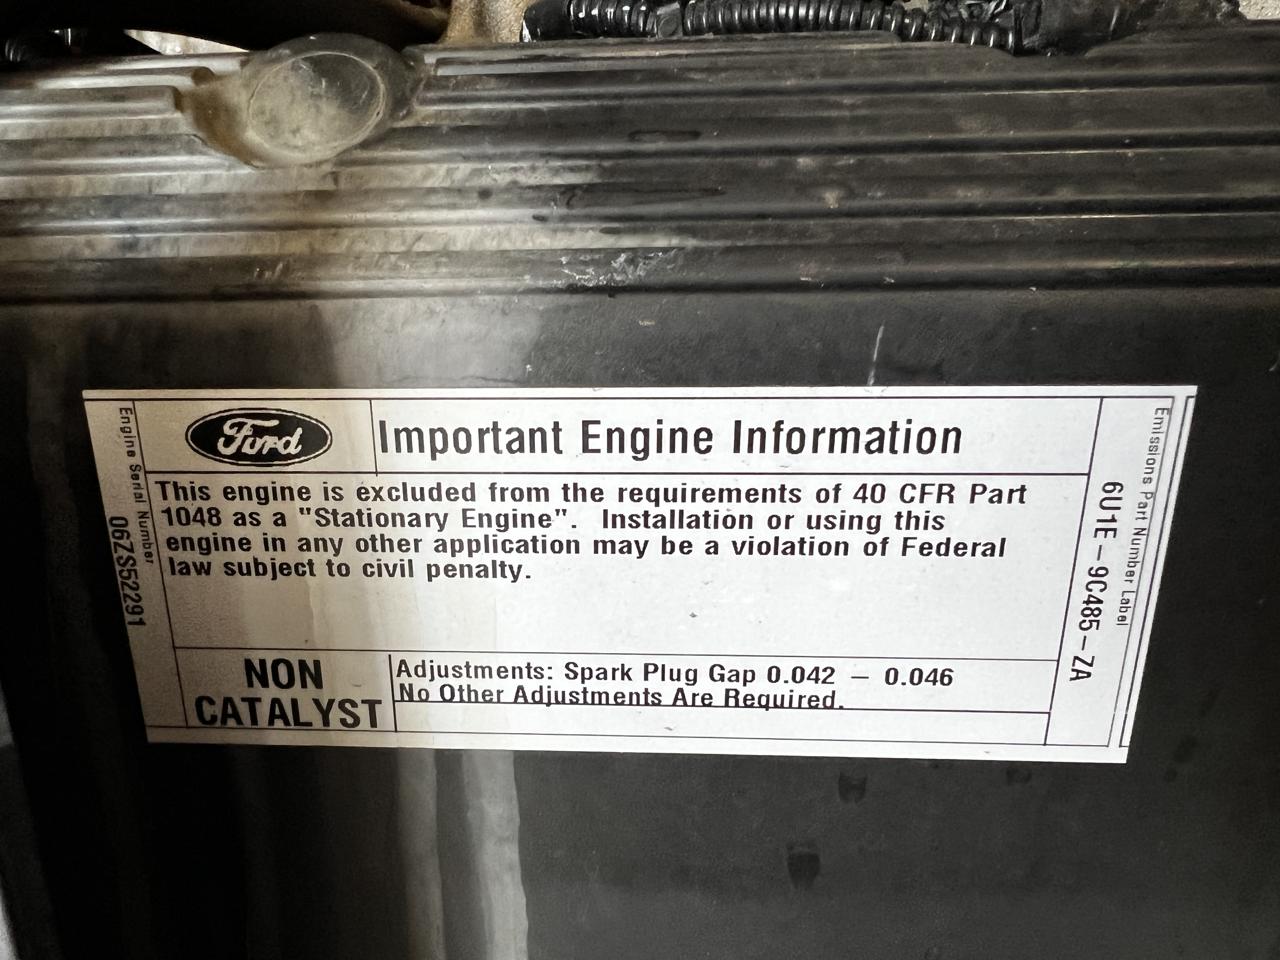 Engine Serial Number
06ZS52291
Ford
Important Engine Information
This engine is excluded from the requirements of 40 CFR Part
1048 as a "Stationary Engine". Installation or using this
engine in any other application may be a violation of Federal
law subject to civil penalty.
NON
CATALYST
Adjustments: Spark Plug Gap 0.042 – 0.046
No Other Adjustments Are Required.
Emissions Part Number Label
6U1E–9C485–ZA